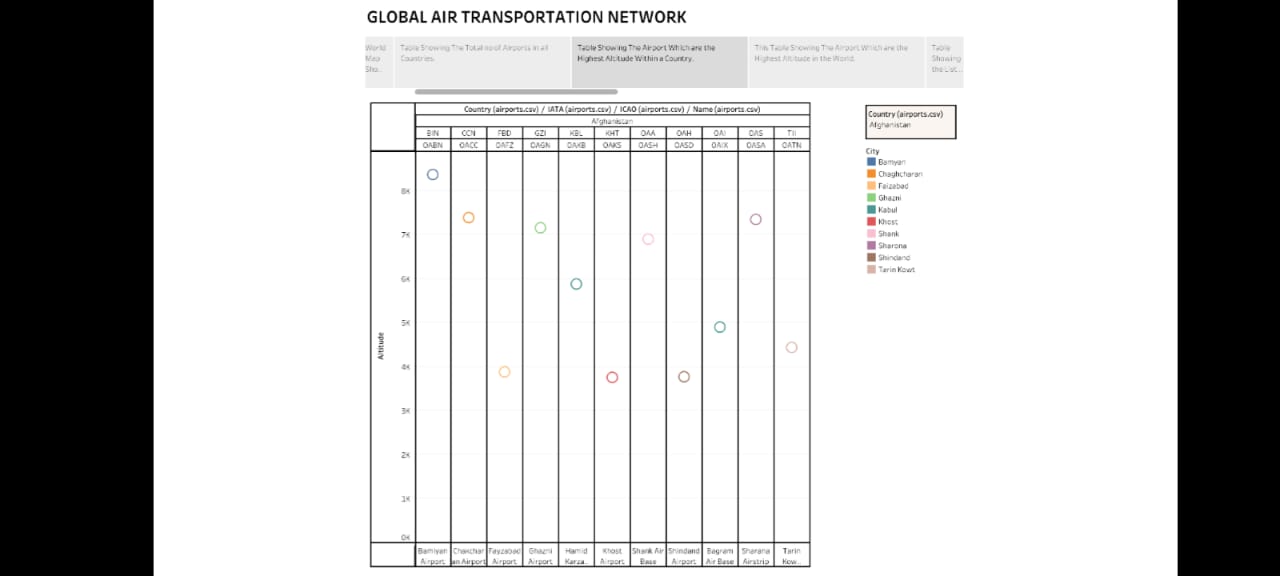 GLOBAL AIR TRANSPORTATION NETWORK
World Map Sho..
Table Showing The Total no of Airports in all Countries.
Table Showing The Airport Which are the Highest Altitude Within a Country.
This Table Showing The Airport Which are the Highest Altitude in the World.
Table Showing the List...
Country (airports.csv) / IATA (airports.csv) / ICAO (airports.csv) / Name (airports.csv)
Afghanistan
BIN CCN FBD GZI KBL KHT OAA OAH OAI OAS TII
OABN OACC OAFZ OAGN OAKB OAKS OASH OASD OAIX OASA OATN
Altitude
8K
7K
6K
5K
4K
3K
2K
1K
0K
Bamiyan Airport
Chakcharan Airport
Fayzabad Airport
Ghazni Airport
Hamid Karza..
Khost Airport
Shank Air Base
Shindand Airport
Bagram Air Base
Sharana Airstrip
Tarin Kow..
Country (airports.csv)
Afghanistan
City
Bamyan
Chaghcharan
Faizabad
Ghazni
Kabul
Khost
Shank
Sharona
Shindand
Tarin Kowt